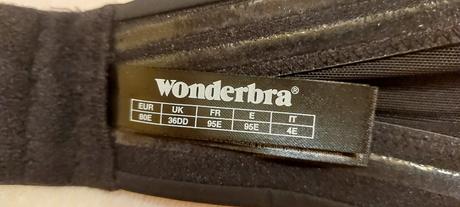 Wonderbra®
EUR UK FR E IT
80E 36DD 95E 95E 4E